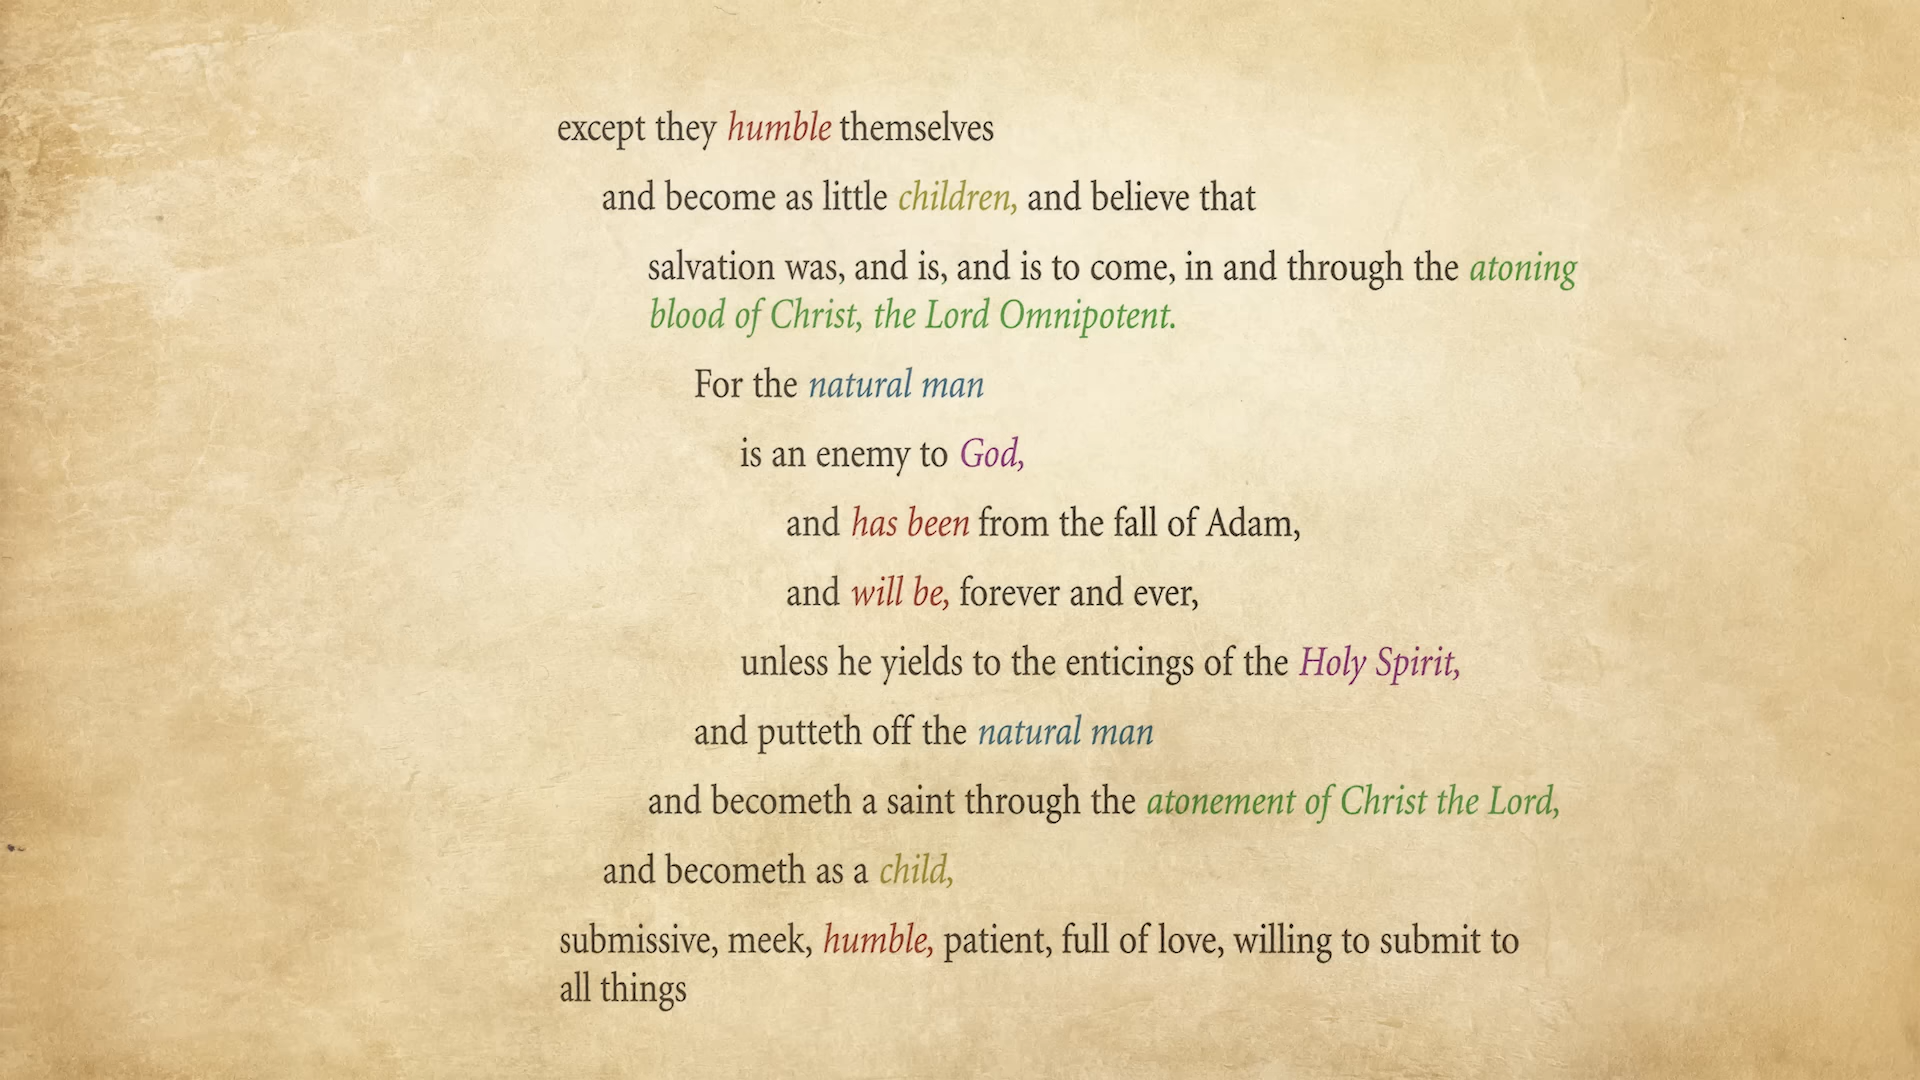 except they humble themselves
and become as little children, and believe that
salvation was, and is, and is to come, in and through the atoning
blood of Christ, the Lord Omnipotent.
For the natural man
is an enemy to God,
and has been from the fall of Adam,
and will be, forever and ever,
unless he yields to the enticings of the Holy Spirit,
and putteth off the natural man
and becometh a saint through the atonement of Christ the Lord,
and becometh as a child,
submissive, meek, humble, patient, full of love, willing to submit to
all things